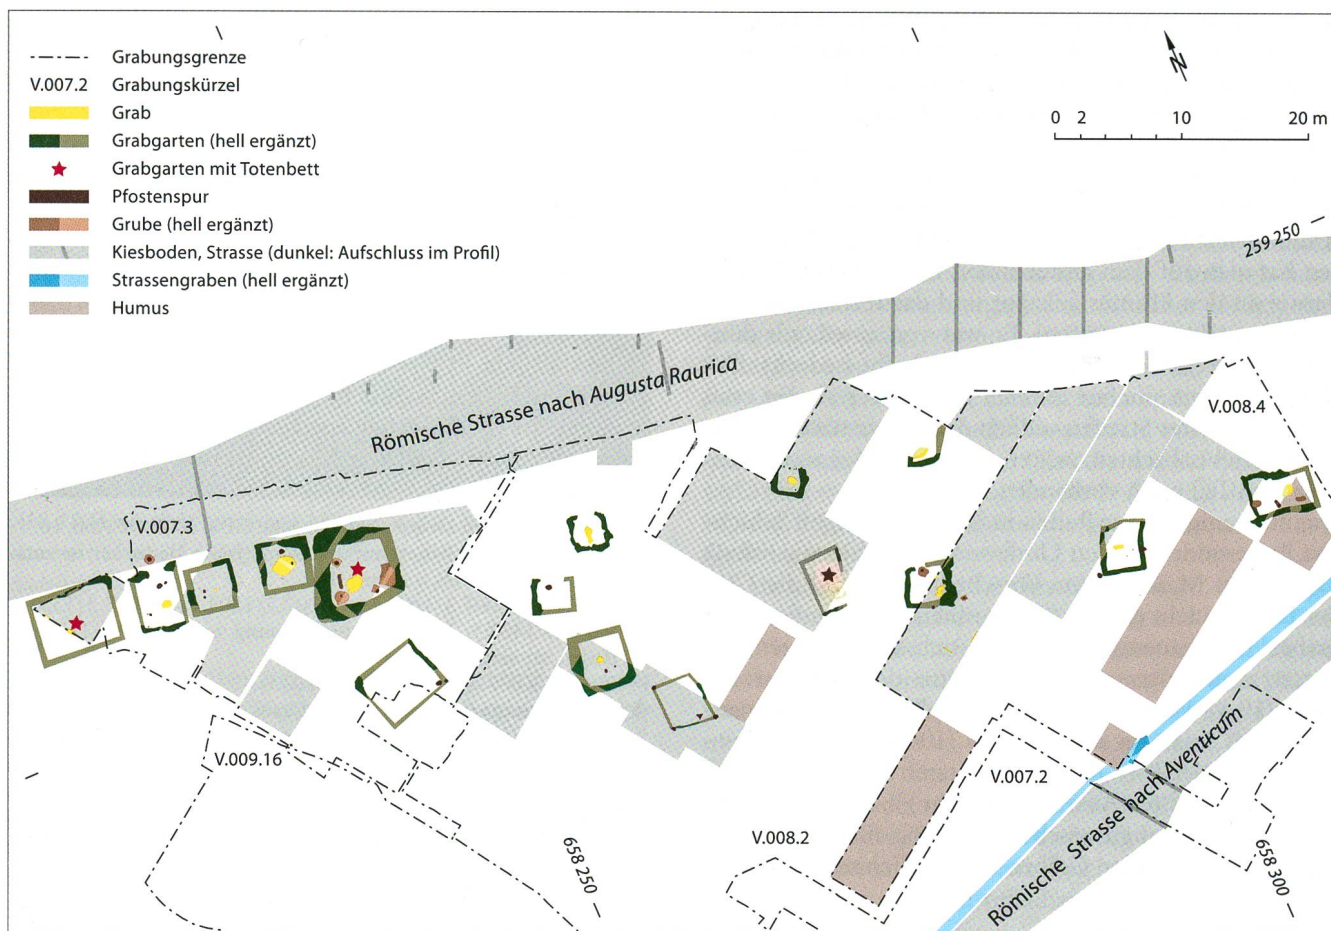 Grabungsgrenze
V.007.2 Grabungskürzel
Grab
Grabgarten (hell ergänzt)
Grabgarten mit Totenbett
Pfostenspur
Grube (hell ergänzt)
Kiesboden, Strasse (dunkel: Aufschluss im Profil)
Strassengraben (hell ergänzt)
Humus
N
0 2 10 20 m
259 250
Römische Strasse nach Augusta Raurica
V.008.4
V.007.3
V.009.16
V.007.2
V.008.2
Römische Strasse nach Aventicum
658 250
658 300